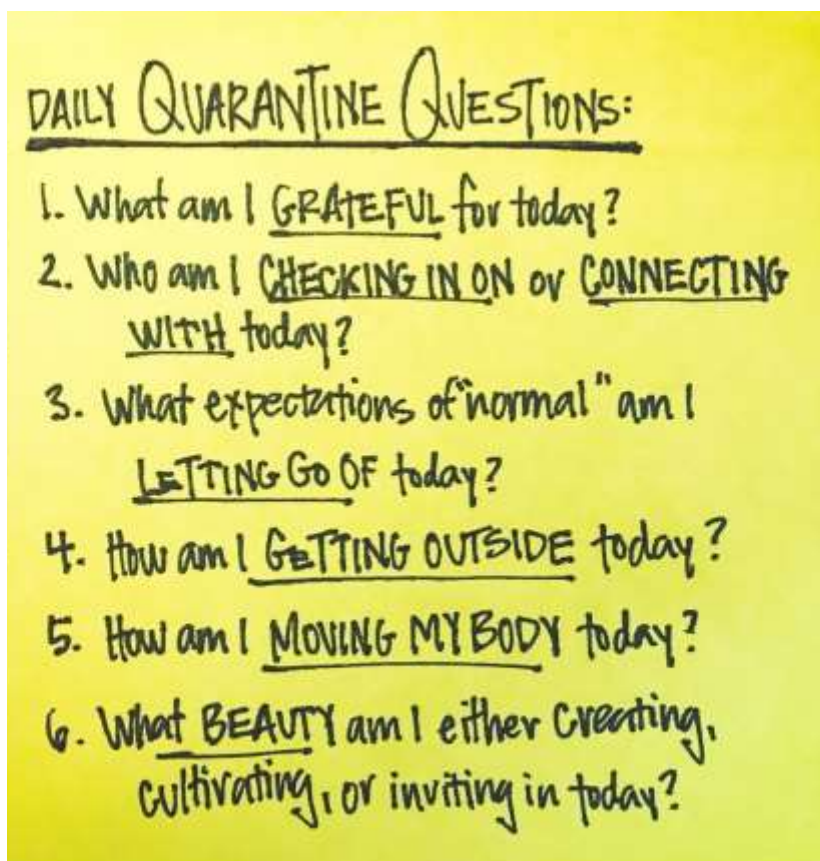 DAILY QUARANTINE QUESTIONS:
1. What am I GRATEFUL for today?
2. Who am I CHECKING IN ON or CONNECTING
WITH today?
3. What expectations of "normal" am I
LETTING GO OF today?
4. How am I GETTING OUTSIDE today?
5. How am I MOVING MY BODY today?
6. What BEAUTY am I either creating,
cultivating, or inviting in today?